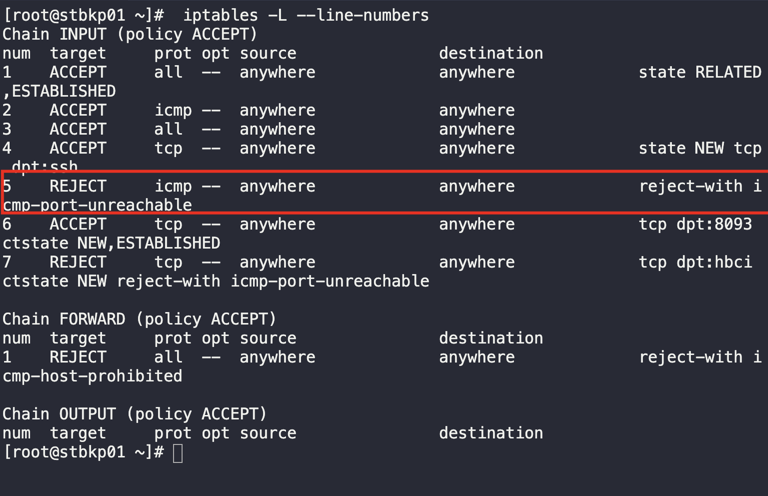 [root@stbkp01 ~]#  iptables -L --line-numbers
Chain INPUT (policy ACCEPT)
num  target     prot opt source               destination
1    ACCEPT     all  --  anywhere             anywhere             state RELATED
,ESTABLISHED
2    ACCEPT     icmp --  anywhere             anywhere
3    ACCEPT     all  --  anywhere             anywhere
4    ACCEPT     tcp  --  anywhere             anywhere             state NEW tcp
 dpt:ssh
5    REJECT     icmp --  anywhere             anywhere             reject-with i
cmp-port-unreachable
6    ACCEPT     tcp  --  anywhere             anywhere             tcp dpt:8093
ctstate NEW,ESTABLISHED
7    REJECT     tcp  --  anywhere             anywhere             tcp dpt:hbci
ctstate NEW reject-with icmp-port-unreachable

Chain FORWARD (policy ACCEPT)
num  target     prot opt source               destination
1    REJECT     all  --  anywhere             anywhere             reject-with i
cmp-host-prohibited

Chain OUTPUT (policy ACCEPT)
num  target     prot opt source               destination
[root@stbkp01 ~]#